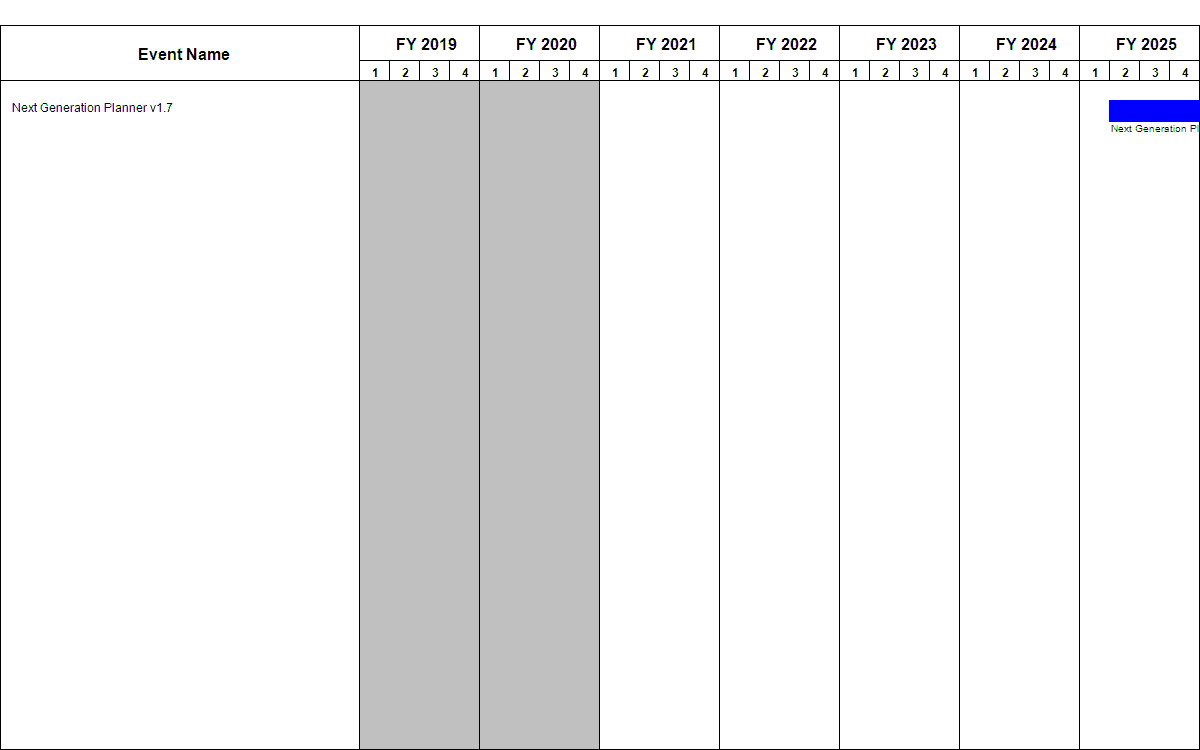 Event Name
FY 2019 FY 2020 FY 2021 FY 2022 FY 2023 FY 2024 FY 2025
1 2 3 4 1 2 3 4 1 2 3 4 1 2 3 4 1 2 3 4 1 2 3 4 1 2 3 4
Next Generation Planner v1.7
Next Generation Pl